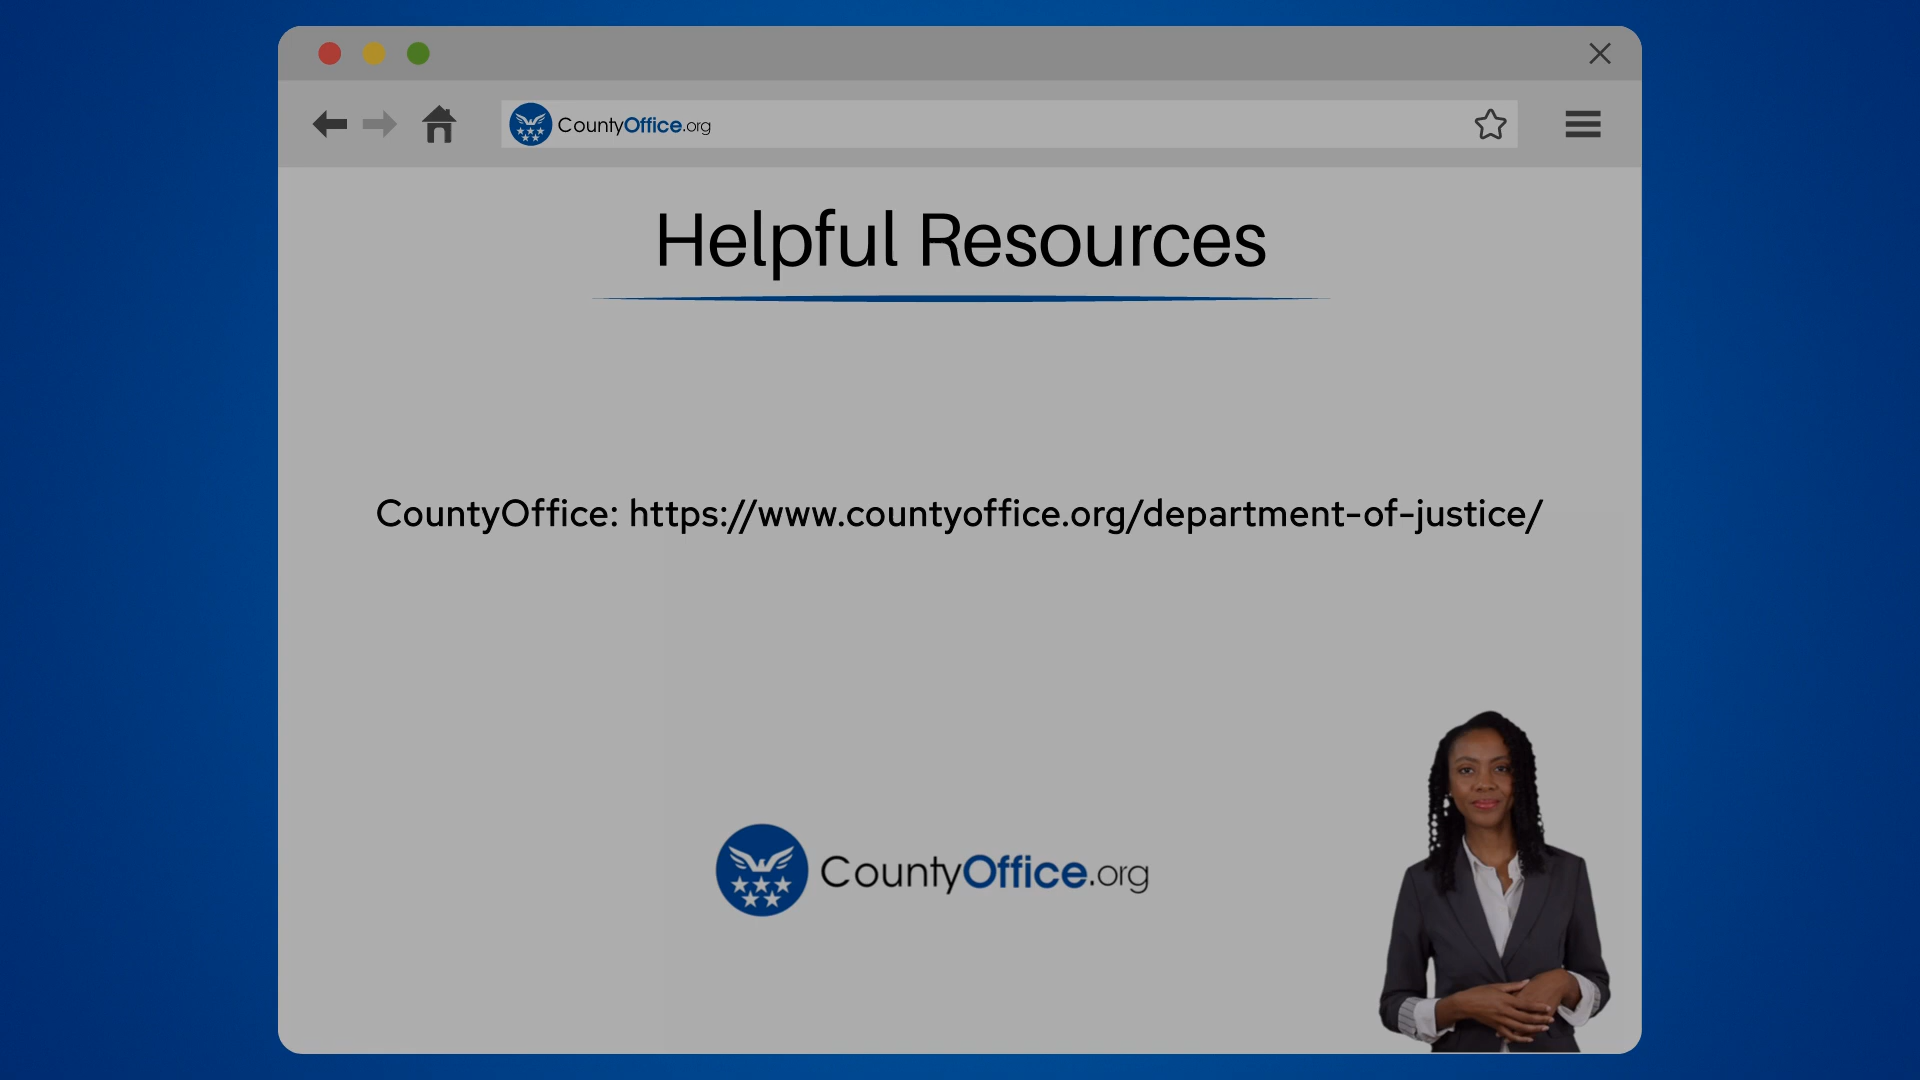 CountyOffice.org
Helpful Resources
CountyOffice: https://www.countyoffice.org/department-of-justice/
CountyOffice.org